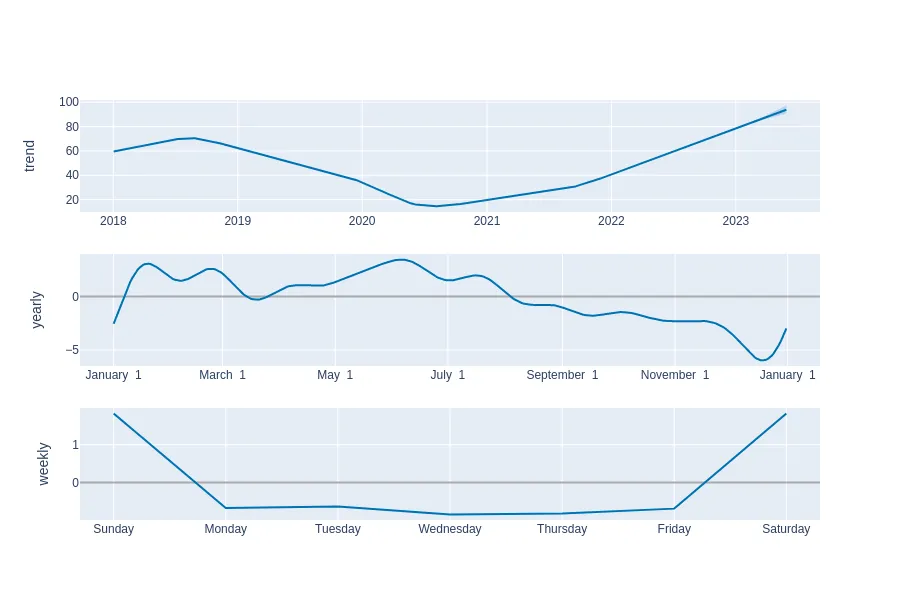 trend
100
80
60
40
20
2018 2019 2020 2021 2022 2023
yearly
0
−5
January 1 March 1 May 1 July 1 September 1 November 1 January 1
weekly
1
0
Sunday Monday Tuesday Wednesday Thursday Friday Saturday